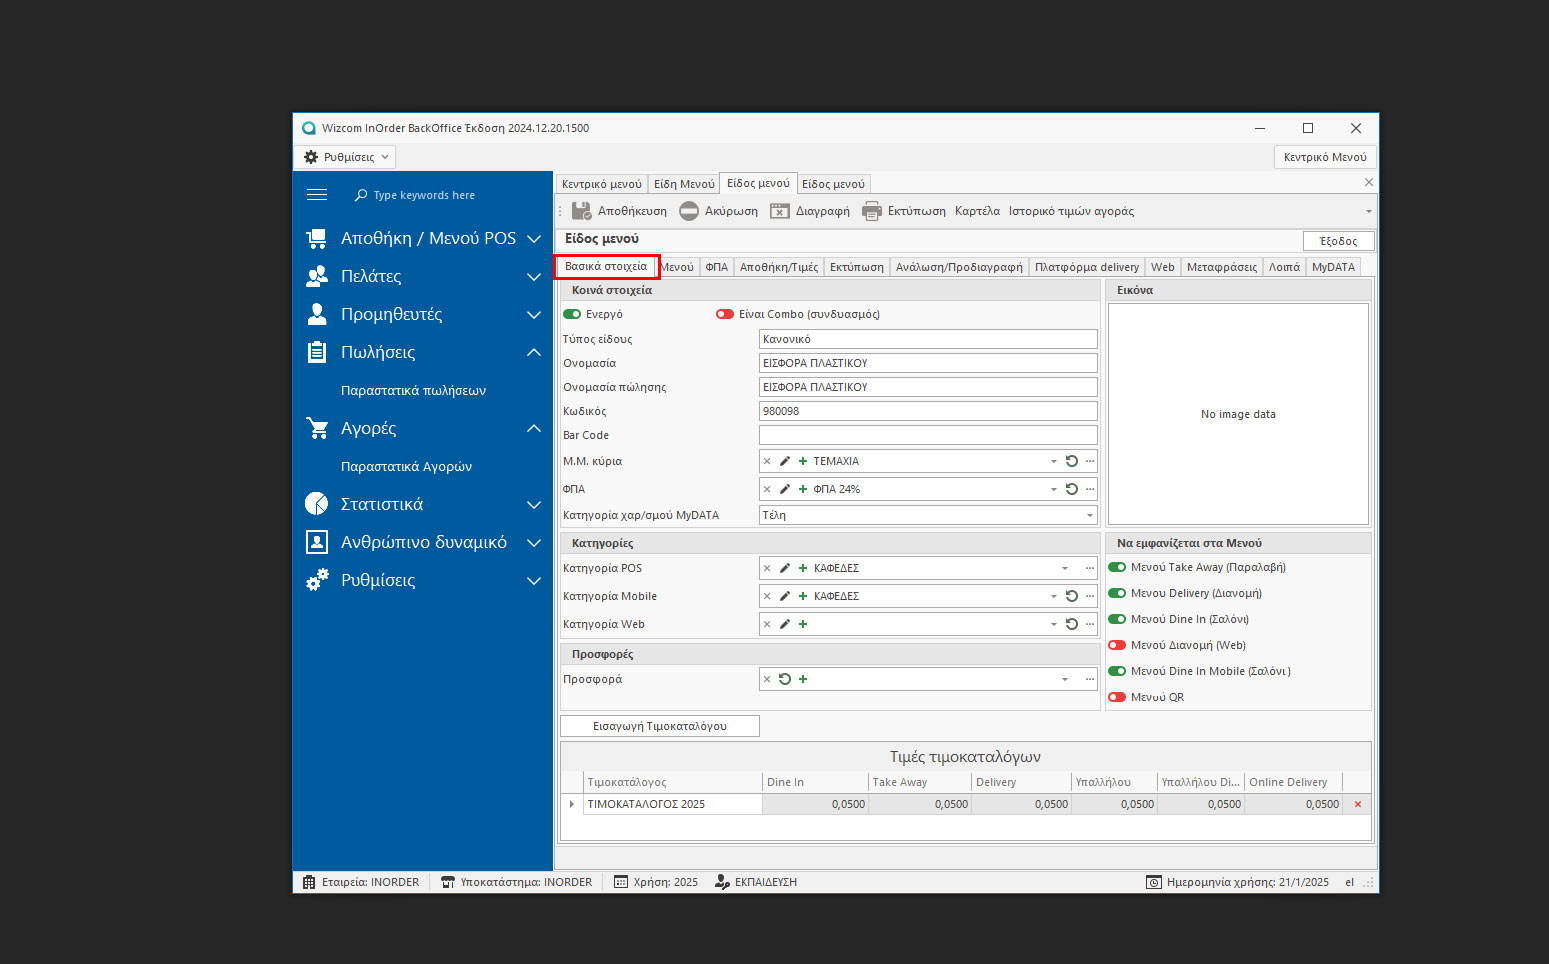 Wizcom InOrder BackOffice Έκδοση 2024.12.20.1500
Ρυθμίσεις
Κεντρικό Μενού
Type keywords here
Αποθήκη / Μενού POS
Πελάτες
Προμηθευτές
Πωλήσεις
Παραστατικά πωλήσεων
Αγορές
Παραστατικά Αγορών
Στατιστικά
Ανθρώπινο δυναμικό
Ρυθμίσεις
Κεντρικό μενού Είδη Μενού Είδος μενού Είδος μενού
Αποθήκευση Ακύρωση Διαγραφή Εκτύπωση Καρτέλα Ιστορικό τιμών αγοράς
Είδος μενού
Έξοδος
Βασικά στοιχεία Μενού ΦΠΑ Αποθήκη/Τιμές Εκτύπωση Ανάλωση/Προδιαγραφή Πλατφόρμα delivery Web Μεταφράσεις Λοιπά MyDATA
Κοινά στοιχεία
Ενεργό Είναι Combo (συνδυασμός)
Τύπος είδους Κανονικό
Ονομασία ΕΙΣΦΟΡΑ ΠΛΑΣΤΙΚΟΥ
Ονομασία πώλησης ΕΙΣΦΟΡΑ ΠΛΑΣΤΙΚΟΥ
Κωδικός 980098
Bar Code
Μ.Μ. κύρια ΤΕΜΑΧΙΑ
ΦΠΑ ΦΠΑ 24%
Κατηγορία χαρ/σμού MyDATA Τέλη
Εικόνα
No image data
Κατηγορίες
Κατηγορία POS ΚΑΦΕΔΕΣ
Κατηγορία Mobile ΚΑΦΕΔΕΣ
Κατηγορία Web
Προσφορές
Προσφορά
Να εμφανίζεται στα Μενού
Μενού Take Away (Παραλαβή)
Μενου Delivery (Διανομή)
Μενού Dine In (Σαλόνι)
Μενού Διανομή (Web)
Μενού Dine In Mobile (Σαλόνι )
Μενού QR
Εισαγωγή Τιμοκαταλόγου
Τιμές τιμοκαταλόγων
Τιμοκατάλογος Dine In Take Away Delivery Υπαλλήλου Υπαλλήλου Di... Online Delivery
ΤΙΜΟΚΑΤΑΛΟΓΟΣ 2025 0,0500 0,0500 0,0500 0,0500 0,0500 0,0500
Εταιρεία: INORDER Υποκατάστημα: INORDER Χρήση: 2025 ΕΚΠΑΙΔΕΥΣΗ Ημερομηνία χρήσης: 21/1/2025 el